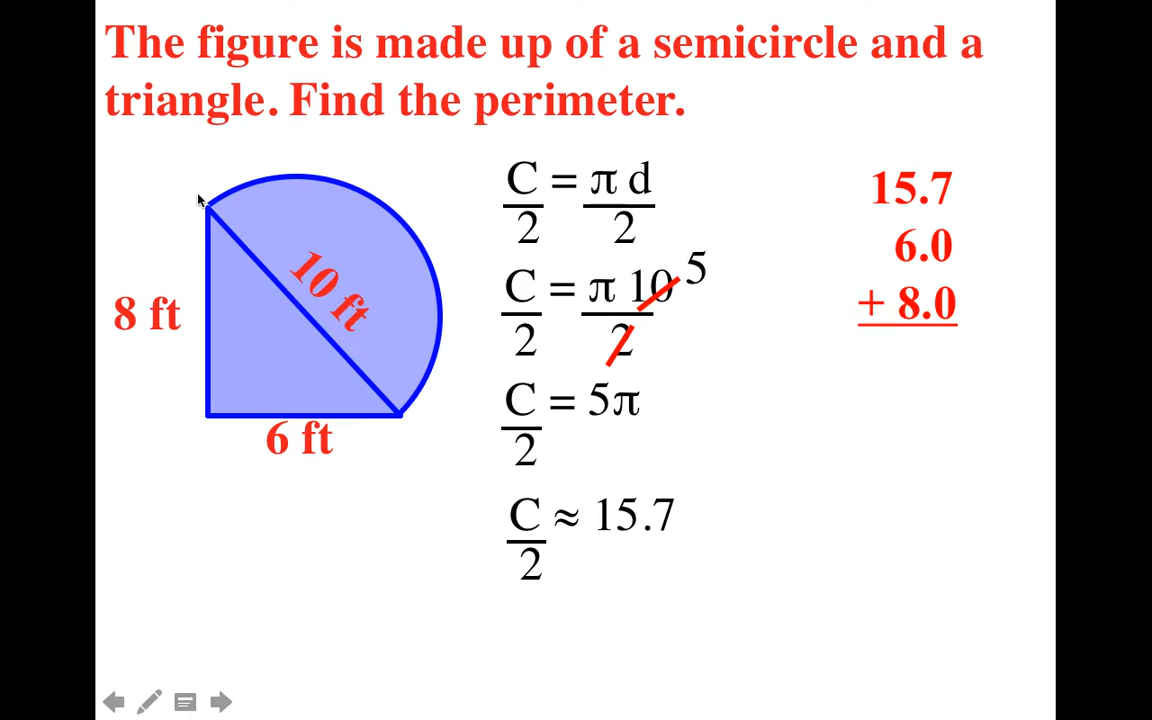 The figure is made up of a semicircle and a
triangle. Find the perimeter.
8 ft
10 ft
6 ft
C = π d
2 2
C = π 10 5
2 2
C = 5π
2
C ≈ 15.7
2
15.7
6.0
+ 8.0